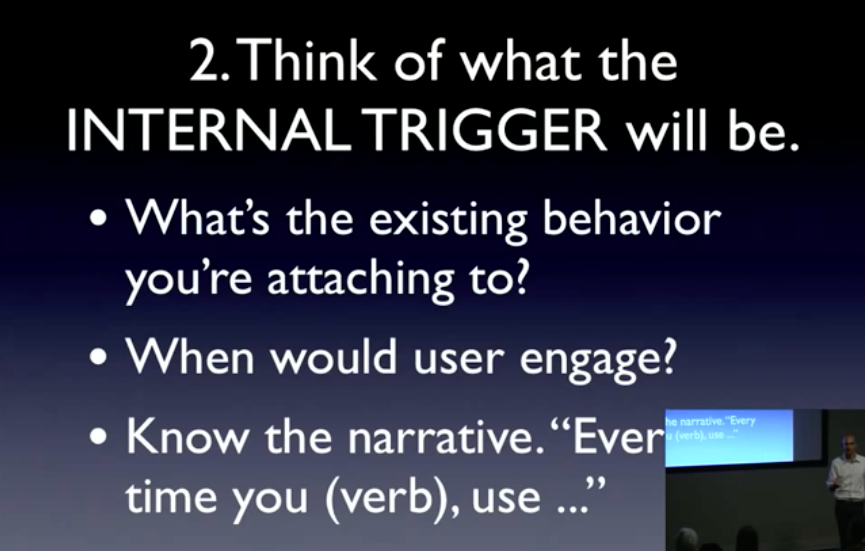 2. Think of what the
INTERNAL TRIGGER will be.
• What's the existing behavior
you're attaching to?
• When would user engage?
• Know the narrative. “Ever
time you (verb), use ...”
he narrative. “Every
u (verb), use ...”